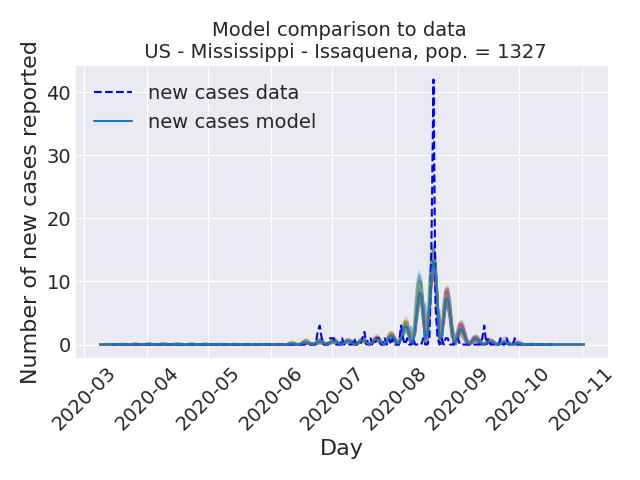 Model comparison to data
US - Mississippi - Issaquena, pop. = 1327
new cases data
new cases model
Number of new cases reported
40
30
20
10
0
2020-03
2020-04
2020-05
2020-06
2020-07
2020-08
2020-09
2020-10
2020-11
Day